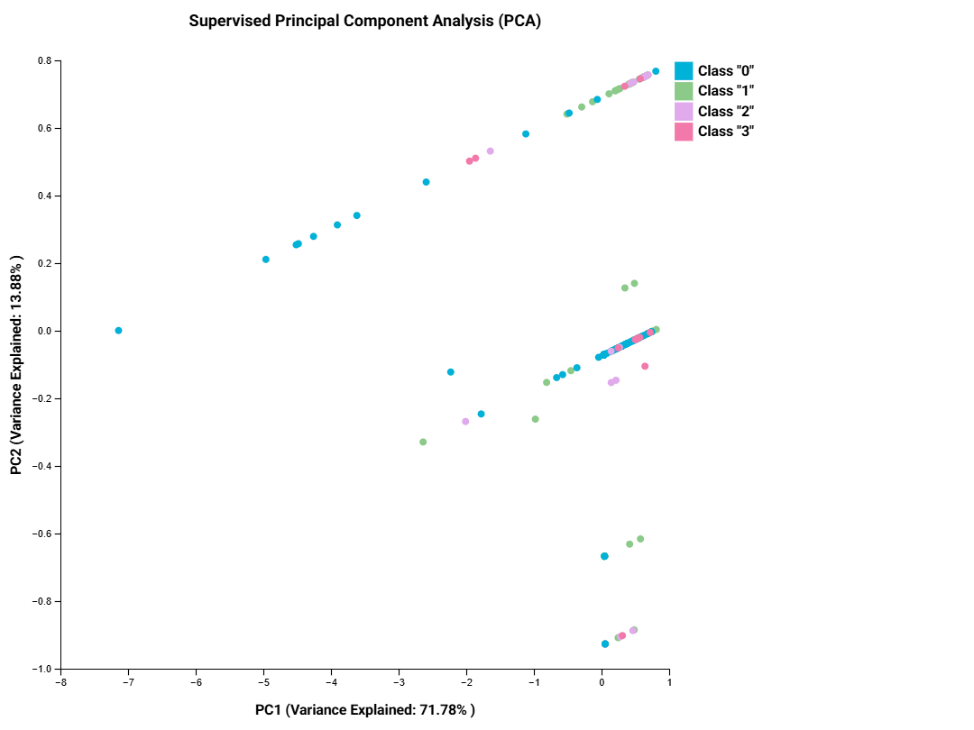 Supervised Principal Component Analysis (PCA)
Class "0"
Class "1"
Class "2"
Class "3"
0.8
0.6
0.4
0.2
0.0
−0.2
−0.4
−0.6
−0.8
−1.0
PC2 (Variance Explained: 13.88% )
−8 −7 −6 −5 −4 −3 −2 −1 0 1
PC1 (Variance Explained: 71.78% )